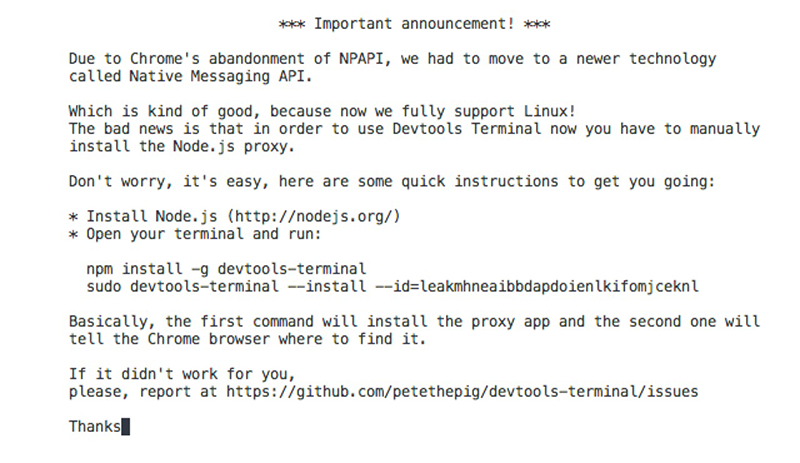 *** Important announcement! ***
Due to Chrome's abandonment of NPAPI, we had to move to a newer technology
called Native Messaging API.
Which is kind of good, because now we fully support Linux!
The bad news is that in order to use Devtools Terminal now you have to manually
install the Node.js proxy.
Don't worry, it's easy, here are some quick instructions to get you going:
* Install Node.js (http://nodejs.org/)
* Open your terminal and run:
npm install -g devtools-terminal
sudo devtools-terminal --install --id=leakmhneaibbdapdoienlkifomjceknl
Basically, the first command will install the proxy app and the second one will
tell the Chrome browser where to find it.
If it didn't work for you,
please, report at https://github.com/petethepig/devtools-terminal/issues
Thanks